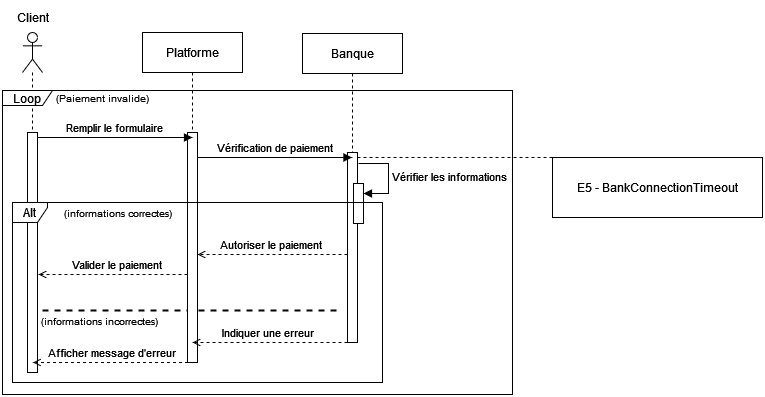 Client
Platforme
Banque
Loop
(Paiement invalide)
Remplir le formulaire
Vérification de paiement
Vérifier les informations
E5 - BankConnectionTimeout
Alt
(informations correctes)
Autoriser le paiement
Valider le paiement
(informations incorrectes)
Indiquer une erreur
Afficher message d'erreur